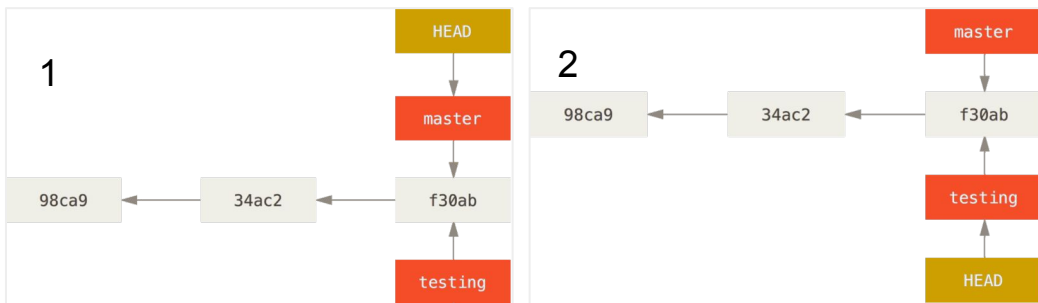 1
HEAD
master
98ca9
34ac2
f30ab
testing
2
master
98ca9
34ac2
f30ab
testing
HEAD